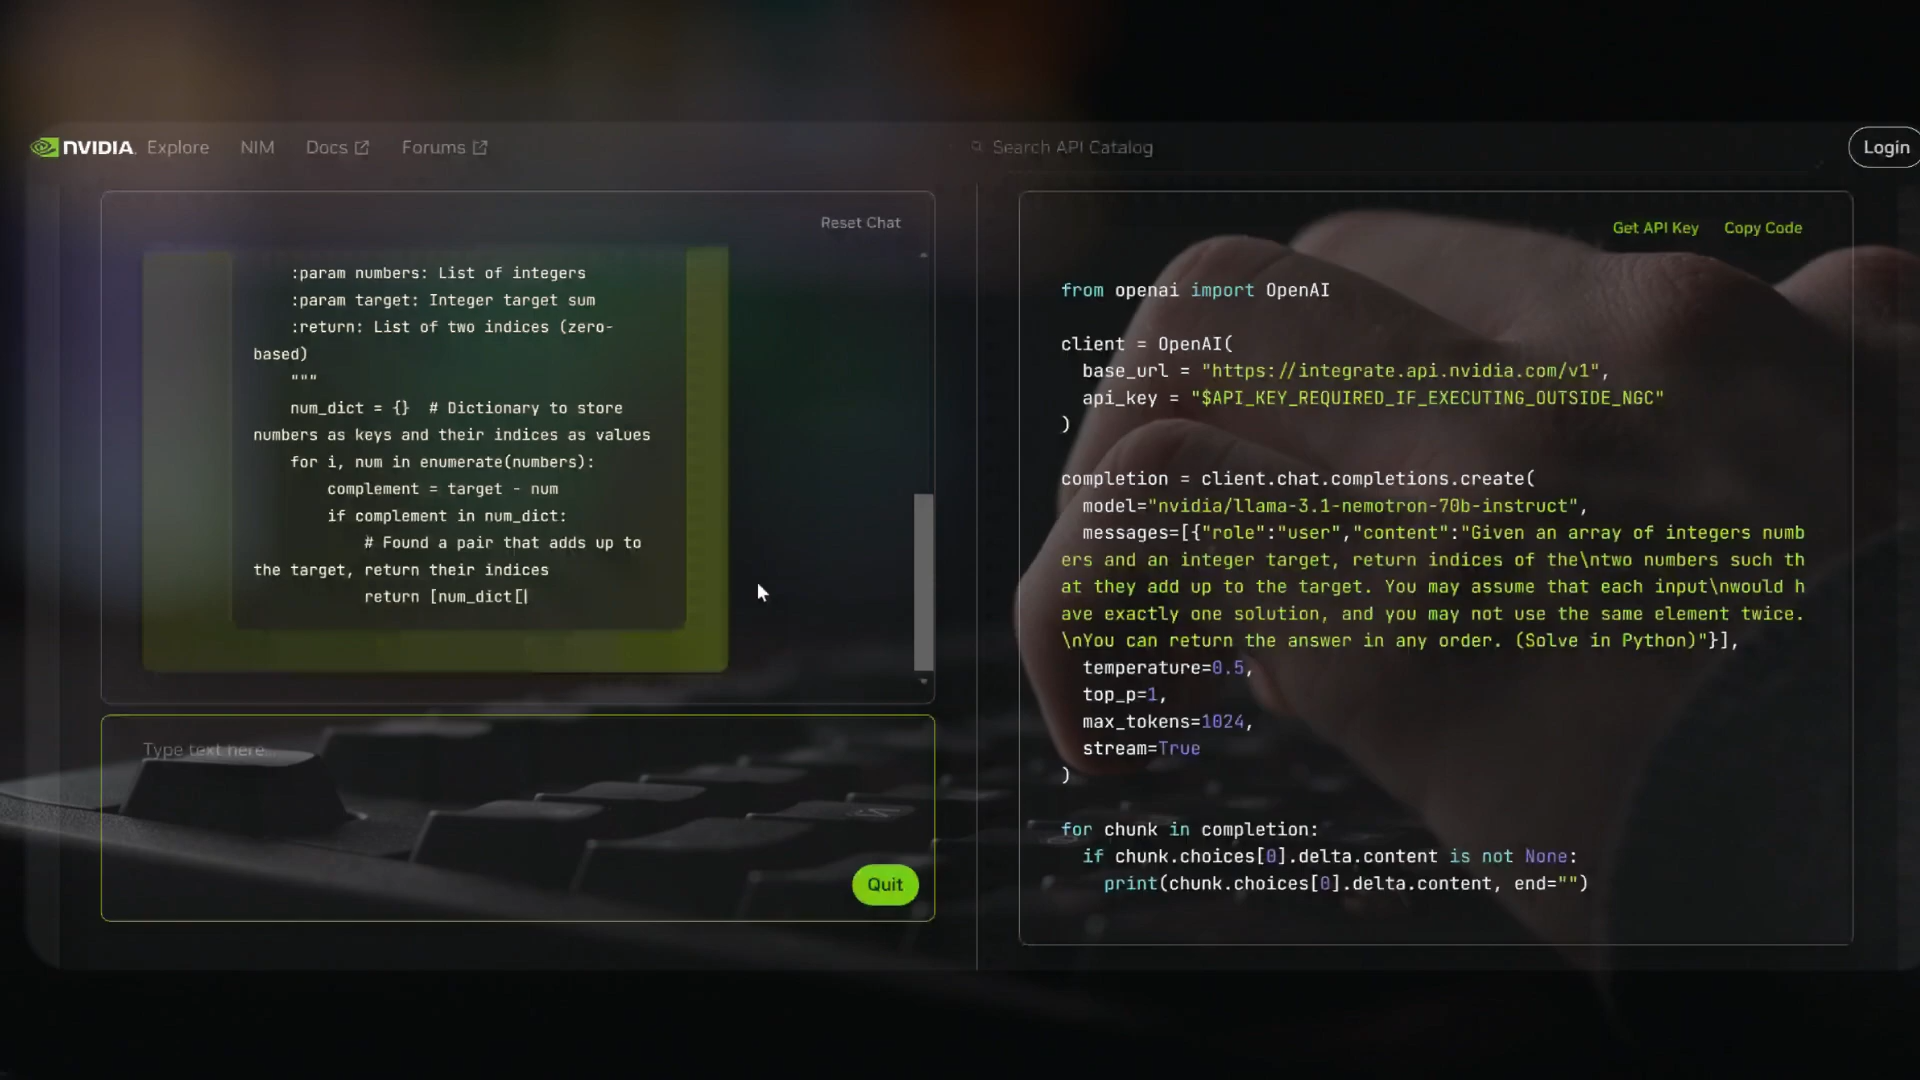 NVIDIA. Explore NIM Docs Forums Search API Catalog Login
Reset Chat
:param numbers: List of integers
:param target: Integer target sum
:return: List of two indices (zero-
based)
"""
num_dict = {}  # Dictionary to store
numbers as keys and their indices as values
for i, num in enumerate(numbers):
complement = target - num
if complement in num_dict:
# Found a pair that adds up to
the target, return their indices
return [num_dict[
Type text here...
Quit
Get API Key Copy Code
from openai import OpenAI
client = OpenAI(
base_url = "https://integrate.api.nvidia.com/v1",
api_key = "$API_KEY_REQUIRED_IF_EXECUTING_OUTSIDE_NGC"
)
completion = client.chat.completions.create(
model="nvidia/llama-3.1-nemotron-70b-instruct",
messages=[{"role":"user","content":"Given an array of integers numb
ers and an integer target, return indices of the\ntwo numbers such th
at they add up to the target. You may assume that each input\nwould h
ave exactly one solution, and you may not use the same element twice.
\nYou can return the answer in any order. (Solve in Python)"}],
temperature=0.5,
top_p=1,
max_tokens=1024,
stream=True
)
for chunk in completion:
if chunk.choices[0].delta.content is not None:
print(chunk.choices[0].delta.content, end="")